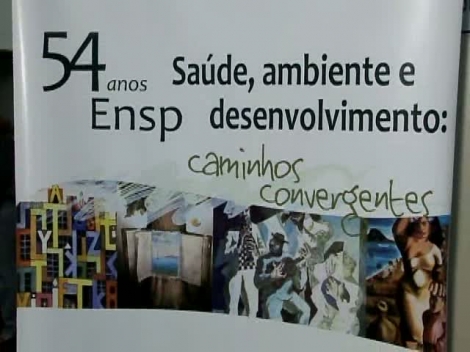 54 anos Ensp
Saúde, ambiente e
desenvolvimento:
caminhos
convergentes